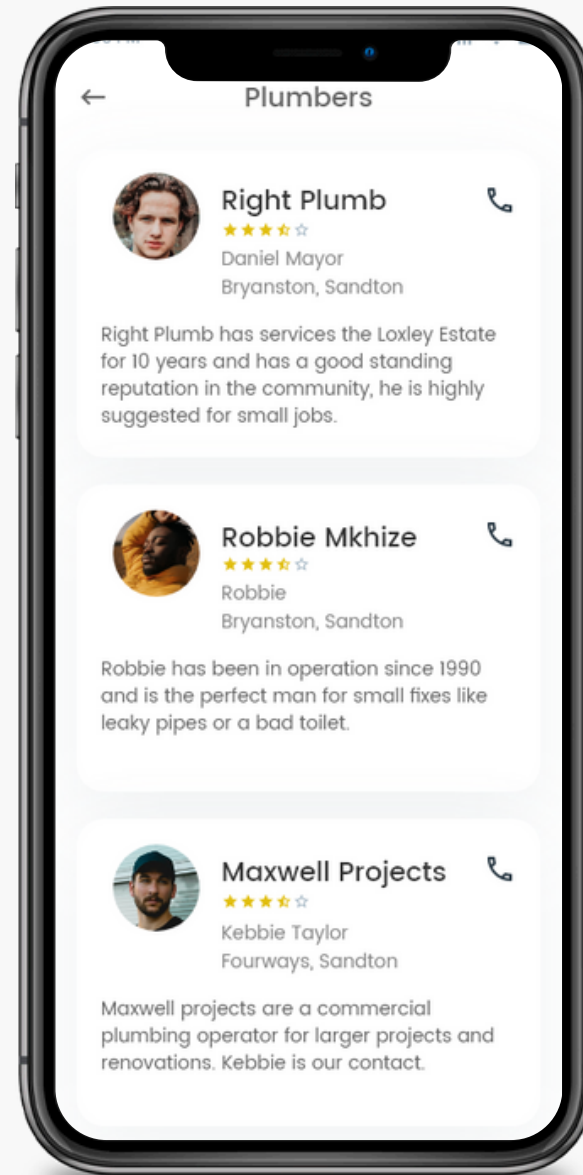 Plumbers
Right Plumb
Daniel Mayor
Bryanston, Sandton
Right Plumb has services the Loxley Estate
for 10 years and has a good standing
reputation in the community, he is highly
suggested for small jobs.
Robbie Mkhize
Robbie
Bryanston, Sandton
Robbie has been in operation since 1990
and is the perfect man for small fixes like
leaky pipes or a bad toilet.
Maxwell Projects
Kebbie Taylor
Fourways, Sandton
Maxwell projects are a commercial
plumbing operator for larger projects and
renovations. Kebbie is our contact.